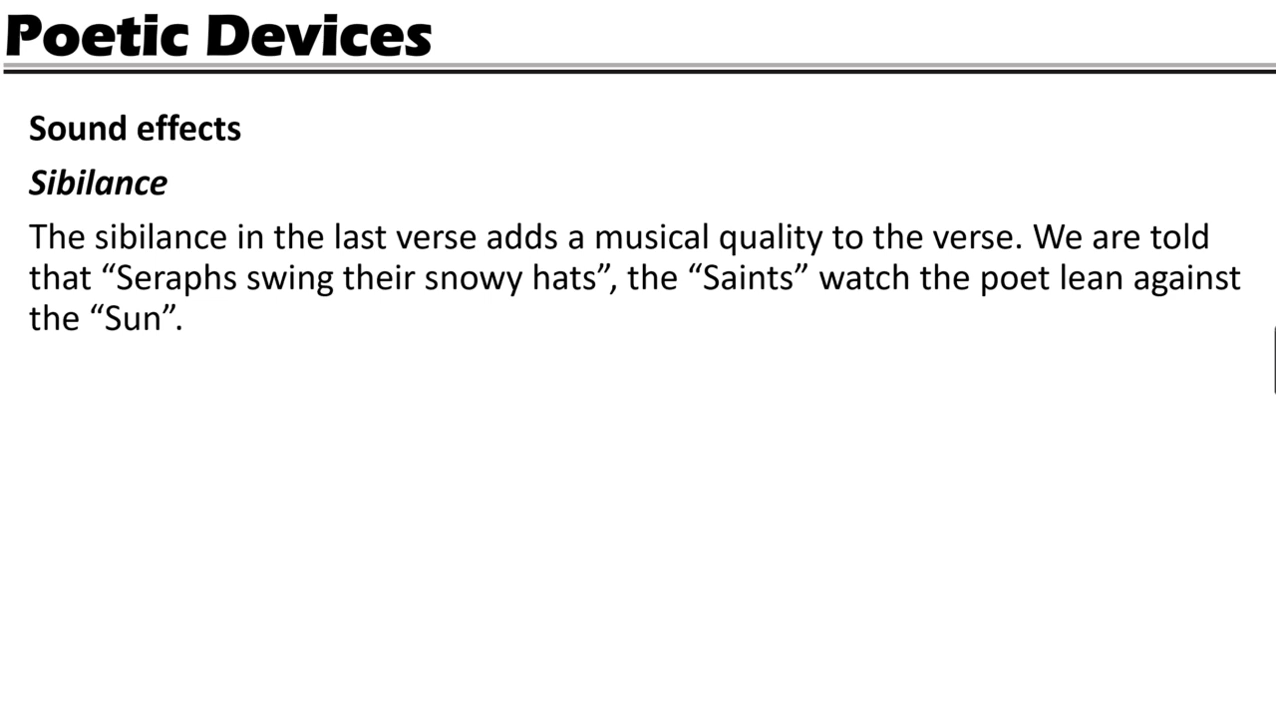 Poetic Devices
Sound effects
Sibilance
The sibilance in the last verse adds a musical quality to the verse. We are told
that “Seraphs swing their snowy hats”, the “Saints” watch the poet lean against
the “Sun”.